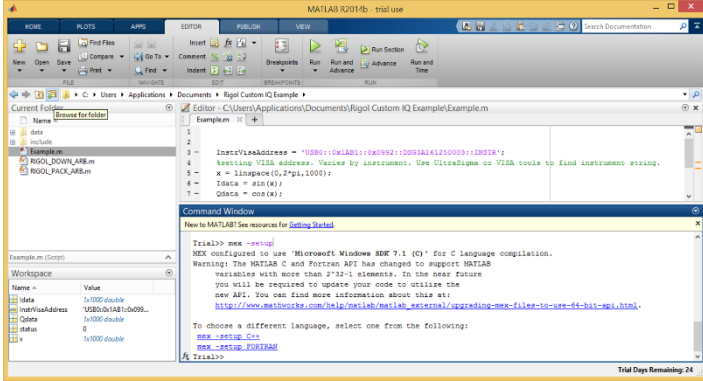 MATLAB R2014b - trial use
HOME PLOTS APPS EDITOR PUBLISH VIEW Search Documentation
New Open Save Find Files Compare Print Go To Find Insert Comment Indent fx Breakpoints Run Run and Advance Run Section Advance Run and Time
FILE NAVIGATE EDIT BREAKPOINTS RUN
C: Users Applications Documents Rigol Custom IQ Example
Current Folder
Browse for folder
Name
data
include
Example.m
RIGOL_DOWN_ARB.m
RIGOL_PACK_ARB.m
Example.m (Script)
Workspace
Name Value
Idata 1x1000 double
InstrVisaAddress 'USB0::0x1AB1::0x099...
Qdata 1x1000 double
status 0
x 1x1000 double
Editor - C:\Users\Applications\Documents\Rigol Custom IQ Example\Example.m
Example.m
1
2
3 InstrVisaAddress = 'USB0::0x1AB1::0x0992::DSG3A161250003::INSTR';
4 %setting VISA address. Varies by instrument. Use UltraSigma or VISA tools to find instrument string.
5 x = linspace(0,2*pi,1000);
6 Idata = sin(x);
7 Qdata = cos(x);
Command Window
New to MATLAB? See resources for Getting Started.
Trial>> mex -setup
MEX configured to use 'Microsoft Windows SDK 7.1 (C)' for C language compilation.
Warning: The MATLAB C and Fortran API has changed to support MATLAB
variables with more than 2^32-1 elements. In the near future
you will be required to update your code to utilize the
new API. You can find more information about this at:
http://www.mathworks.com/help/matlab/matlab_external/upgrading-mex-files-to-use-64-bit-api.html.
To choose a different language, select one from the following:
mex -setup C++
mex -setup FORTRAN
fx Trial>>
Trial Days Remaining: 24